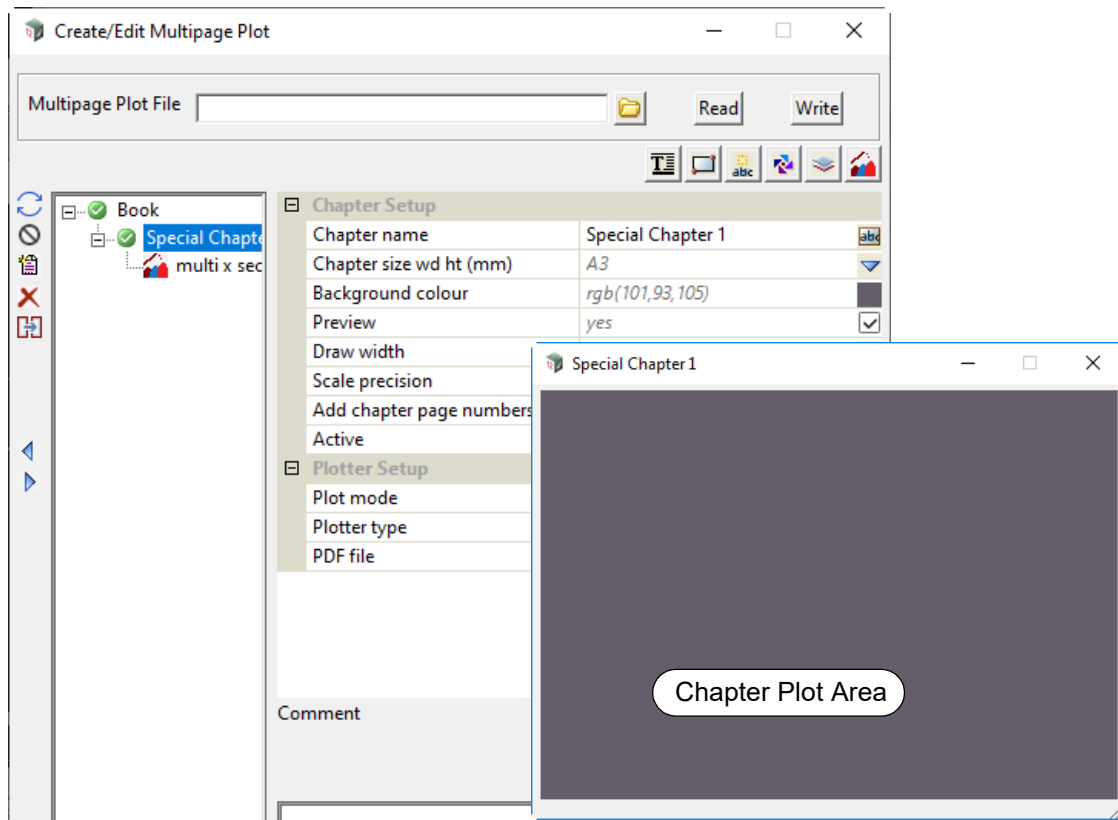 Create/Edit Multipage Plot
Multipage Plot File
Read
Write
abc
Book
Special Chapte
multi x sec
Chapter Setup
Chapter name Special Chapter 1
Chapter size wd ht (mm) A3
Background colour rgb(101,93,105)
Preview yes
Draw width
Scale precision
Add chapter page numbers
Active
Plotter Setup
Plot mode
Plotter type
PDF file
Comment
Special Chapter 1
Chapter Plot Area